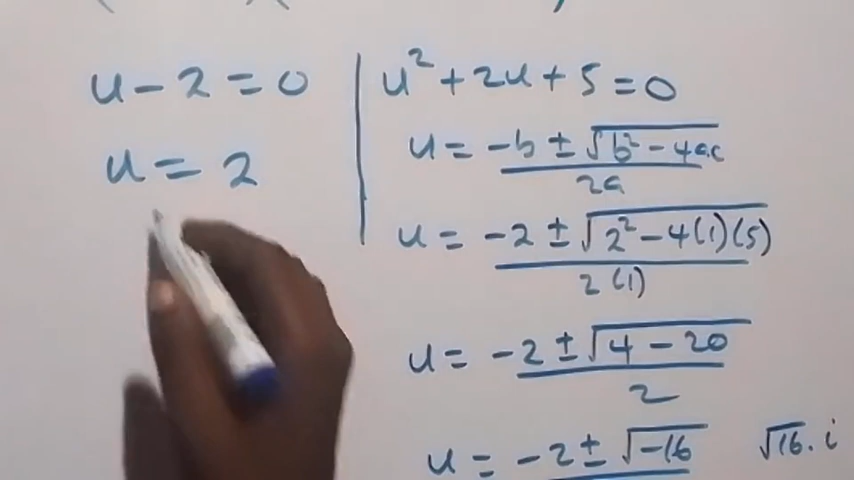 u - 2 = 0
u = 2
u² + 2u + 5 = 0
u = -b ± √(b² - 4ac) / 2a
u = -2 ± √(2² - 4(1)(5)) / 2(1)
u = -2 ± √(4 - 20) / 2
u = -2 ± √(-16) √16 . i